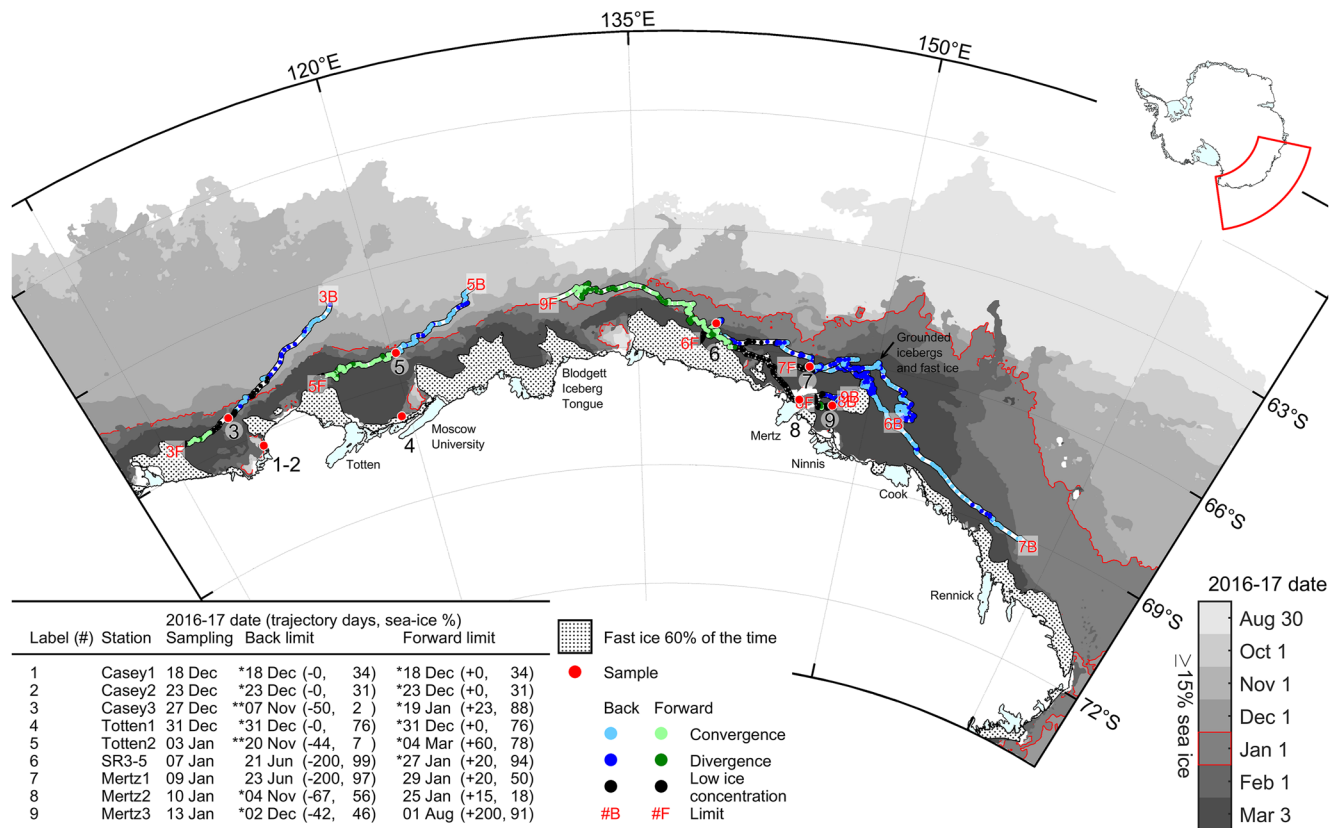 135°E
120°E
150°E
3B
5B
9F
Grounded
icebergs
and fast ice
6F
6
5
7F
7
5F
9B
63°S
Blodgett
Iceberg
Tongue
8
9
3
6B
Mertz
Moscow
University
4
3F
1-2
Totten
Ninnis
Cook
66°S
7B
Rennick
69°S
72°S
2016-17 date (trajectory days, sea-ice %)
Label (#) Station Sampling Back limit Forward limit
1 Casey1 18 Dec *18 Dec (-0, 34) *18 Dec (+0, 34)
2 Casey2 23 Dec *23 Dec (-0, 31) *23 Dec (+0, 31)
3 Casey3 27 Dec **07 Nov (-50, 2 ) *19 Jan (+23, 88)
4 Totten1 31 Dec *31 Dec (-0, 76) *31 Dec (+0, 76)
5 Totten2 03 Jan **20 Nov (-44, 7 ) *04 Mar (+60, 78)
6 SR3-5 07 Jan 21 Jun (-200, 99) *27 Jan (+20, 94)
7 Mertz1 09 Jan 23 Jun (-200, 97) 29 Jan (+20, 50)
8 Mertz2 10 Jan *04 Nov (-67, 56) 25 Jan (+15, 18)
9 Mertz3 13 Jan *02 Dec (-42, 46) 01 Aug (+200, 91)
Fast ice 60% of the time
Sample
Back Forward
Convergence
Divergence
Low ice
concentration
#B #F Limit
2016-17 date
≥15% sea ice
Aug 30
Oct 1
Nov 1
Dec 1
Jan 1
Feb 1
Mar 3